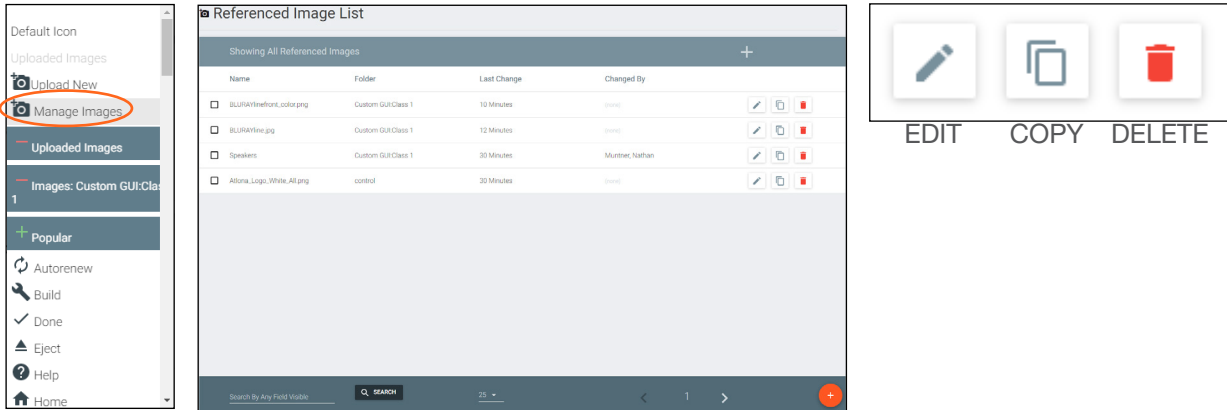 Default Icon
Uploaded Images
Upload New
Manage Images
Uploaded Images
Images: Custom GUI:Clas
1
Popular
Autorenew
Build
Done
Eject
Help
Home
Referenced Image List
Showing All Referenced Images
Name Folder Last Change Changed By
BLURAYlinefront_color.png Custom GUI:Class 1 10 Minutes (none)
BLURAYline.jpg Custom GUI:Class 1 12 Minutes (none)
Speakers Custom GUI:Class 1 30 Minutes Muntner, Nathan
Atlona_Logo_White_All.png control 30 Minutes (none)
Search By Any Field Visible SEARCH 25 1
EDIT COPY DELETE